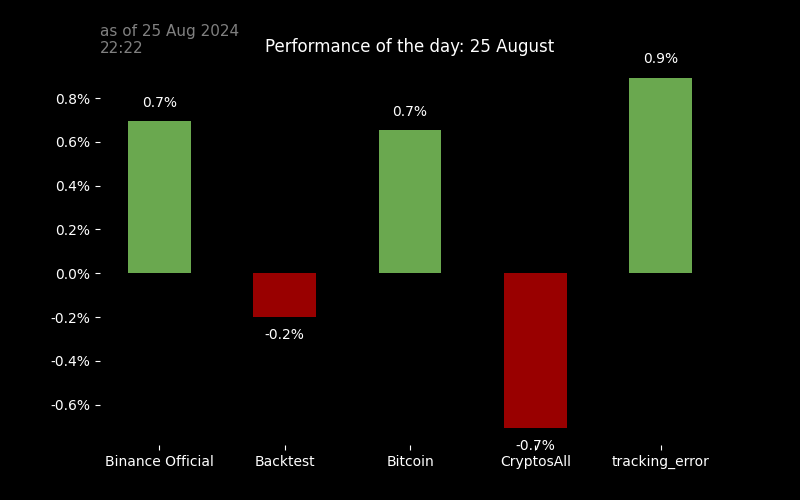 as of 25 Aug 2024
22:22
Performance of the day: 25 August
0.9%
0.8%
0.7%
0.7%
0.6%
0.4%
0.2%
0.0%
-0.2%
-0.2%
-0.4%
-0.6%
-0.7%
Binance Official
Backtest
Bitcoin
CryptosAll
tracking_error